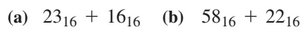 (a) 23₁₆ + 16₁₆ (b) 58₁₆ + 22₁₆